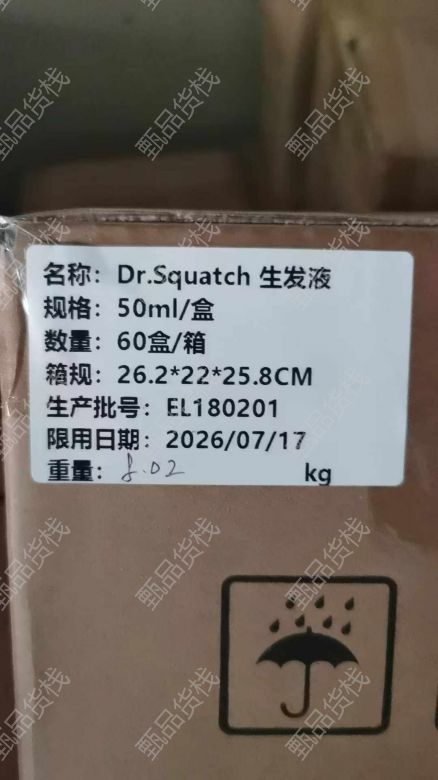 名称：Dr.Squatch 生发液
规格：50ml/盒
数量：60盒/箱
箱规：26.2*22*25.8CM
生产批号：EL180201
限用日期：2026/07/17
重量：8.02 kg
甄品货栈